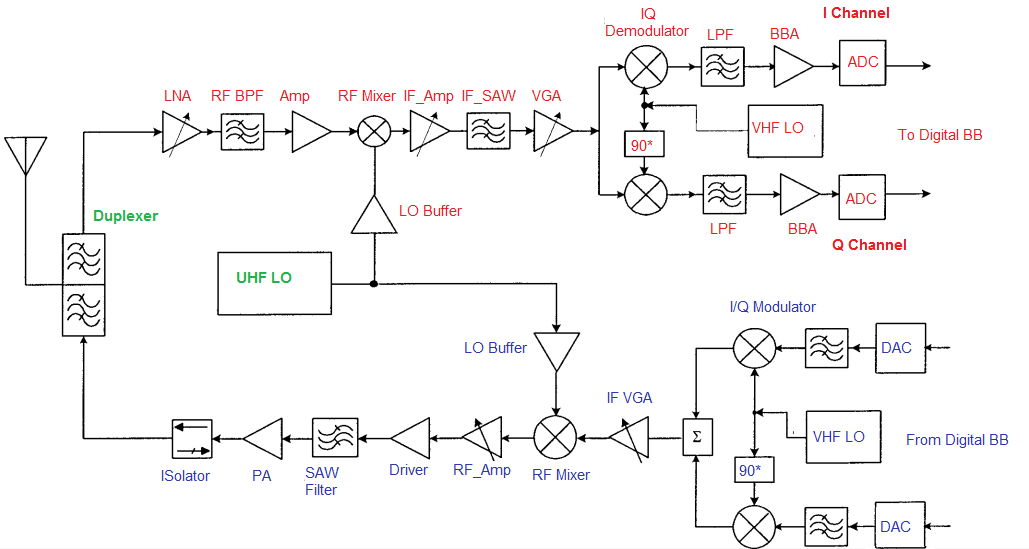 I Channel
IQ
Demodulator
LPF
BBA
ADC
LNA
RF BPF
Amp
RF Mixer
IF_Amp
IF_SAW
VGA
VHF LO
To Digital BB
90*
LO Buffer
Duplexer
ADC
LPF
BBA
Q Channel
UHF LO
I/Q Modulator
LO Buffer
DAC
IF VGA
Σ
VHF LO
From Digital BB
90*
ISolator
PA
SAW
Filter
Driver
RF_Amp
RF Mixer
DAC